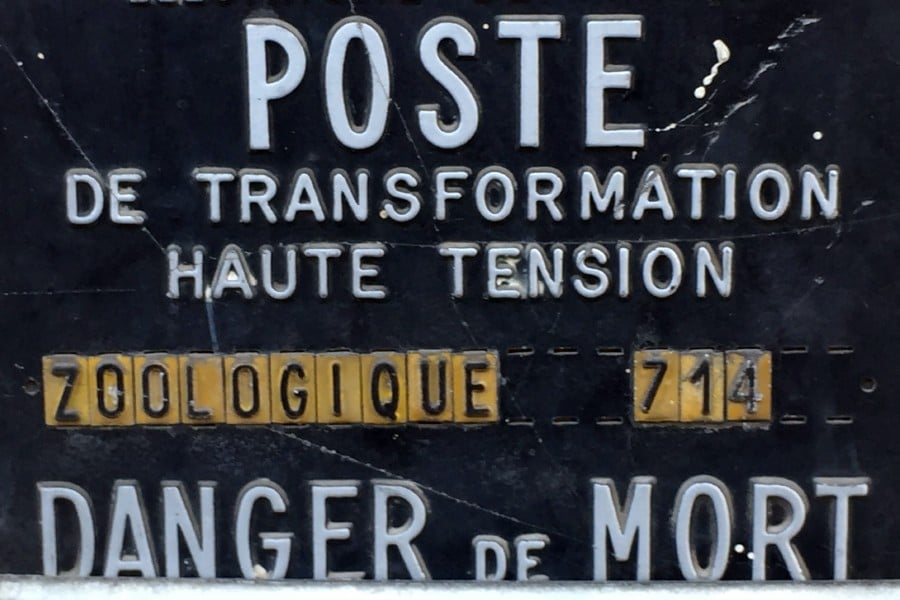 POSTE
DE TRANSFORMATION
HAUTE TENSION
ZOOLOGIQUE 714
DANGER DE MORT